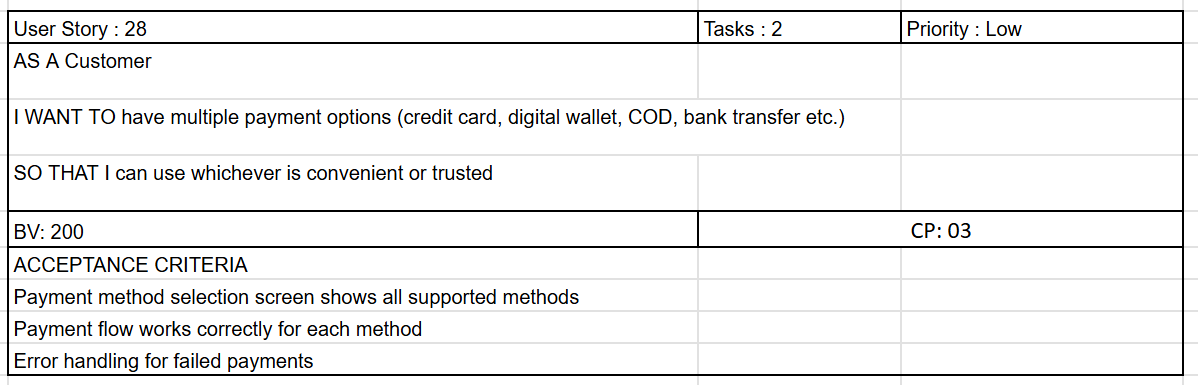 User Story : 28 Tasks : 2 Priority : Low
AS A Customer
I WANT TO have multiple payment options (credit card, digital wallet, COD, bank transfer etc.)
SO THAT I can use whichever is convenient or trusted
BV: 200 CP: 03
ACCEPTANCE CRITERIA
Payment method selection screen shows all supported methods
Payment flow works correctly for each method
Error handling for failed payments